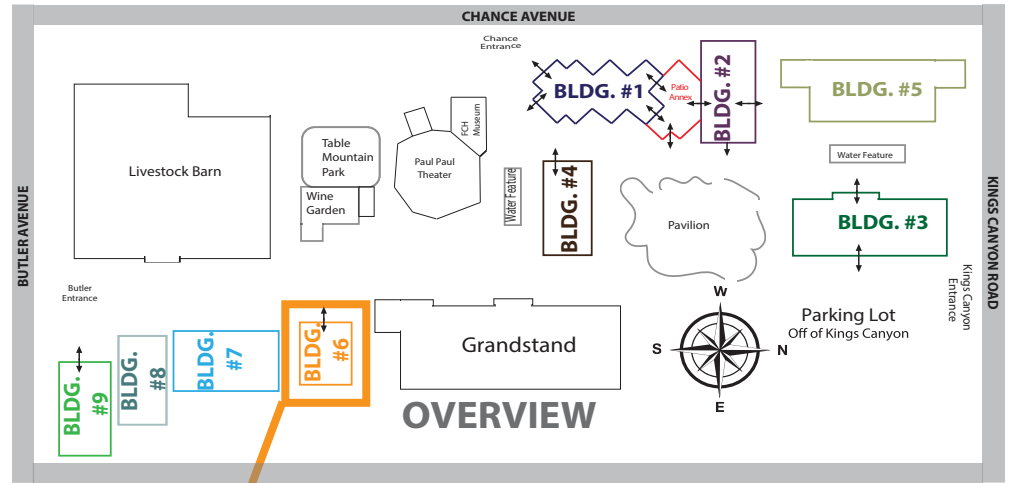 CHANCE AVENUE
Chance
Entrance
BLDG. #1
Patio
Annex
BLDG. #2
BLDG. #5
FCH
Museum
Table
Mountain
Park
Paul Paul
Theater
Livestock Barn
Water Feature
Wine
Garden
Water Feature
BLDG. #4
Pavilion
BLDG. #3
BUTLER AVENUE
KINGS CANYON ROAD
Butler
Entrance
Kings Canyon
Entrance
Parking Lot
Off of Kings Canyon
W
S
N
E
Grandstand
BLDG.
#6
BLDG.
#7
BLDG.
#8
BLDG.
#9
OVERVIEW